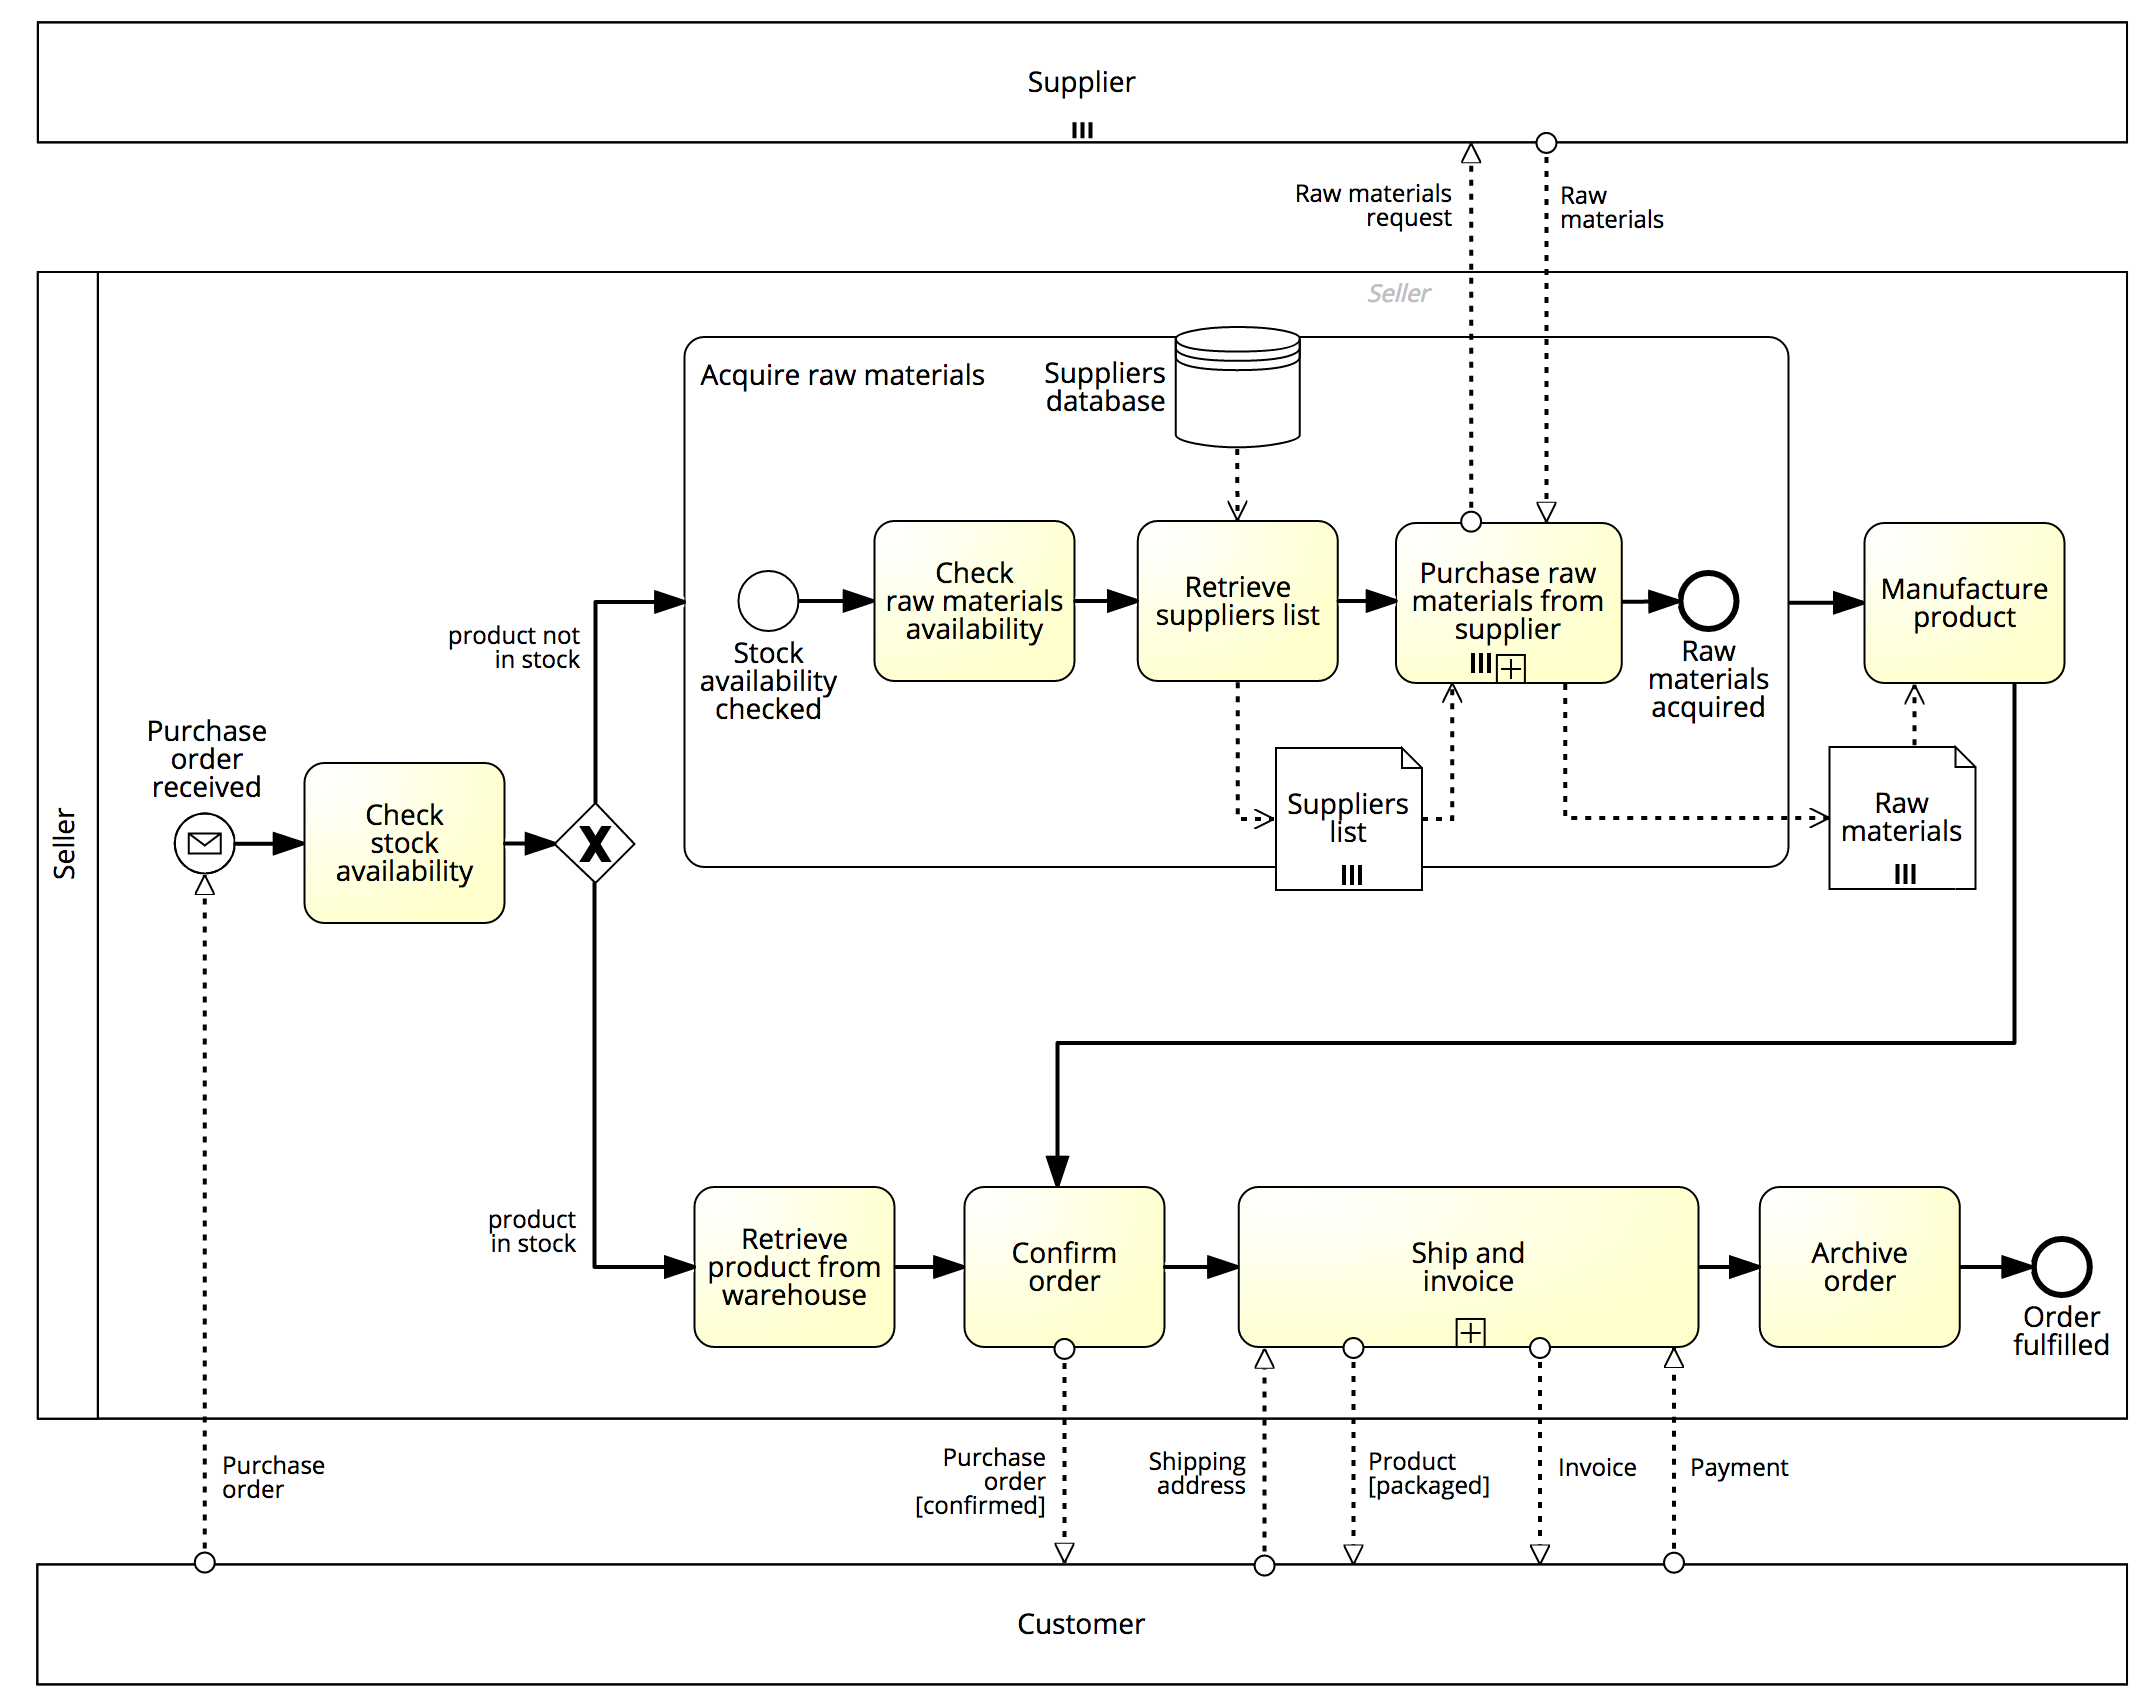 Supplier
Raw materials
request
Raw
materials
Seller
Seller
Acquire raw materials
Suppliers
database
product not
in stock
Stock
availability
checked
Check
raw materials
availability
Retrieve
suppliers list
Purchase raw
materials from
supplier
Raw
materials
acquired
Manufacture
product
Suppliers
list
Raw
materials
Purchase
order
received
Check
stock
availability
X
product
in stock
Retrieve
product from
warehouse
Confirm
order
Ship and
invoice
Archive
order
Order
fulfilled
Purchase
order
Purchase
order
[confirmed]
Shipping
address
Product
[packaged]
Invoice
Payment
Customer